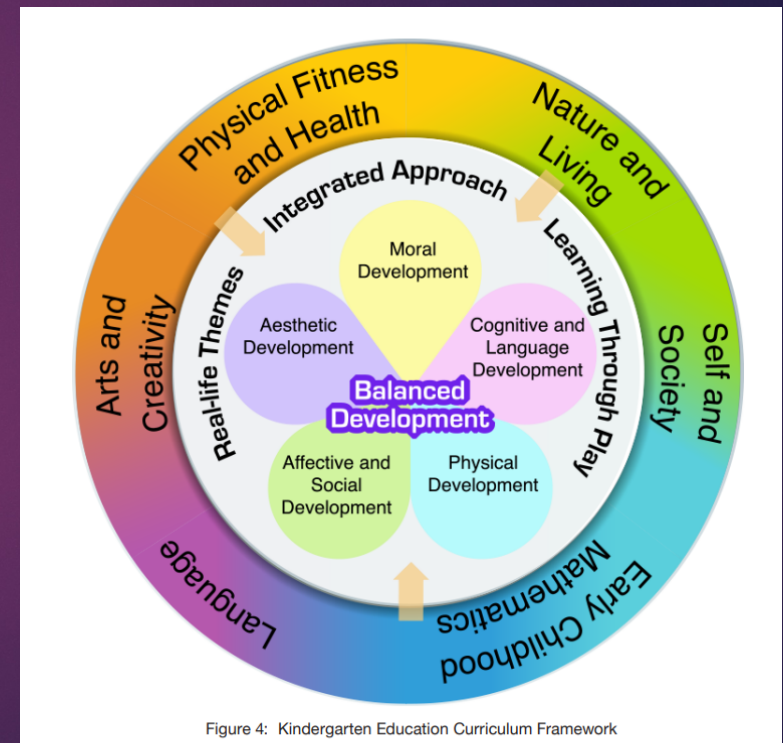 Physical Fitness
and Health
Nature and
Living
Self and
Society
Early Childhood
Mathematics
Language
Arts and
Creativity
Integrated Approach
Learning Through Play
Real-life Themes
Moral
Development
Cognitive and
Language
Development
Physical
Development
Affective and
Social
Development
Aesthetic
Development
Balanced
Development
Figure 4: Kindergarten Education Curriculum Framework